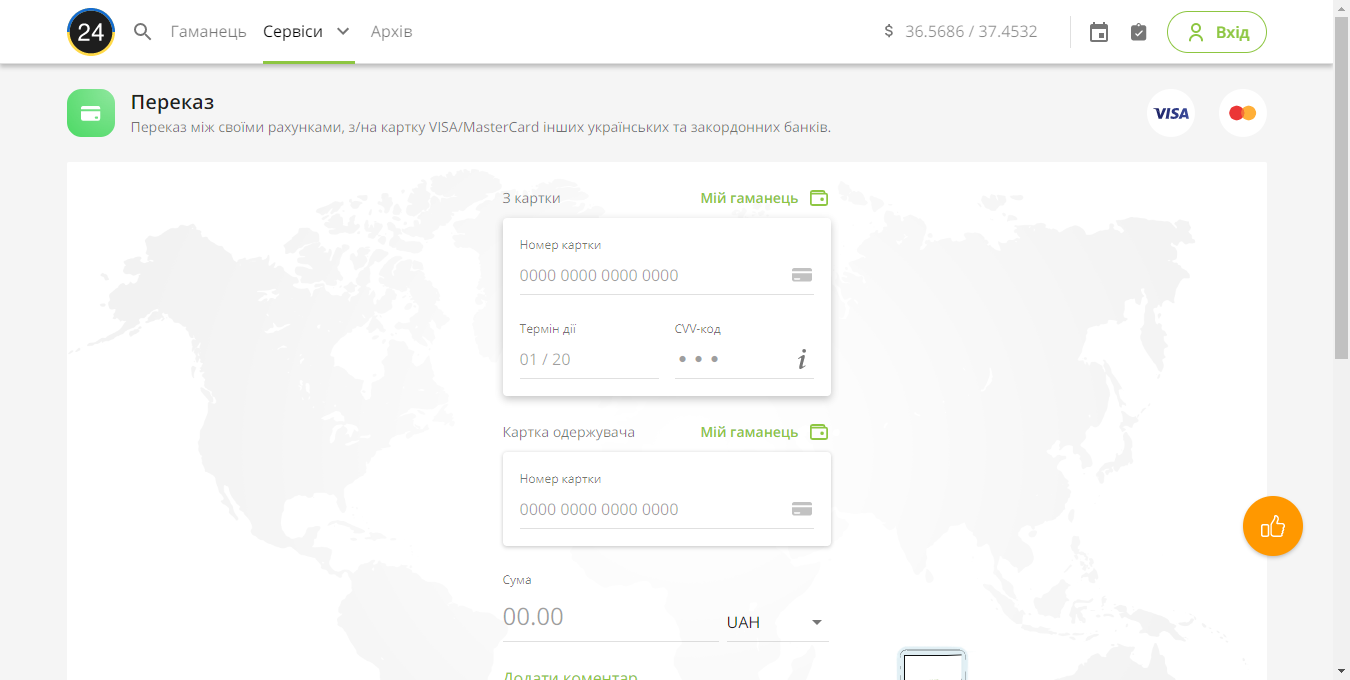 24
Гаманець
Сервіси
Архів
$ 36.5686 / 37.4532
Вхід
Переказ
Переказ між своїми рахунками, з/на картку VISA/MasterCard інших українських та закордонних банків.
VISA
З картки
Мій гаманець
Номер картки
0000 0000 0000 0000
Термін дії
CVV-код
01 / 20
i
Картка одержувача
Мій гаманець
Номер картки
0000 0000 0000 0000
Сума
00.00
UAH
Додати коментар